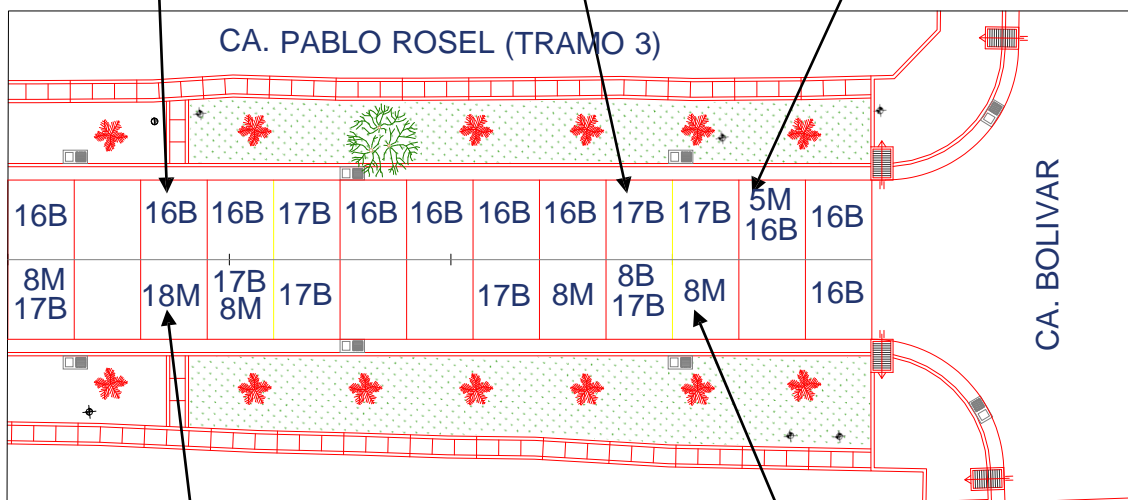 CA. PABLO ROSEL (TRAMO 3)
16B
16B
16B
17B
16B
16B
16B
16B
17B
17B
5M
16B
16B
8M
17B
18M
17B
8M
17B
17B
8M
8B
17B
8M
16B
CA. BOLIVAR